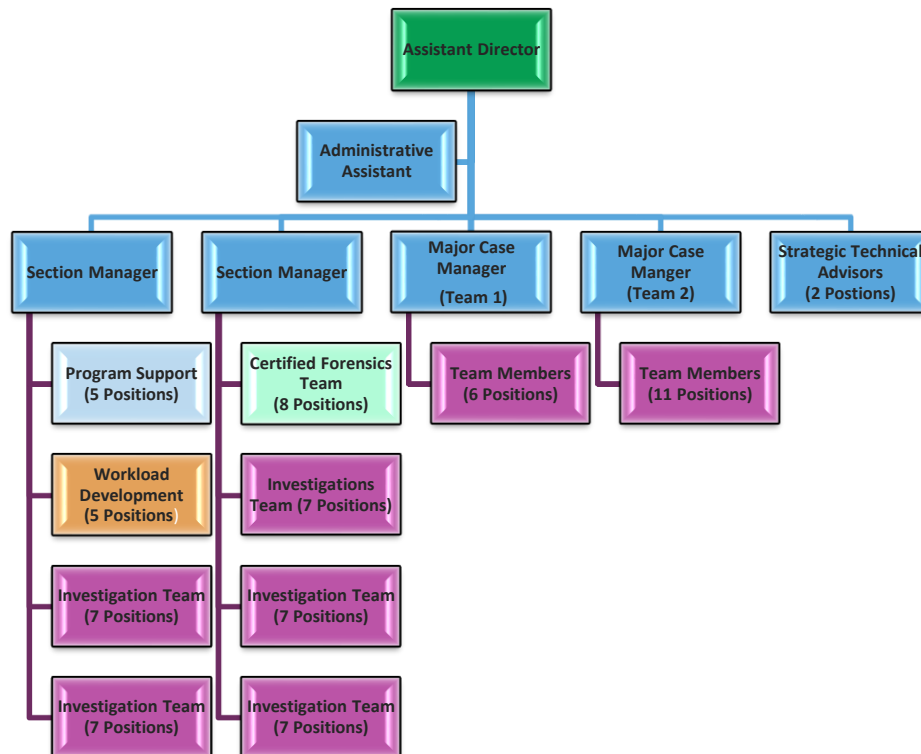 Assistant Director
Administrative
Assistant
Section Manager
Section Manager
Major Case
Manager
(Team 1)
Major Case
Manger
(Team 2)
Strategic Technical
Advisors
(2 Postions)
Program Support
(5 Positions)
Certified Forensics
Team
(8 Positions)
Team Members
(6 Positions)
Team Members
(11 Positions)
Workload
Development
(5 Positions)
Investigations
Team (7 Positions)
Investigation Team
(7 Positions)
Investigation Team
(7 Positions)
Investigation Team
(7 Positions)
Investigation Team
(7 Positions)